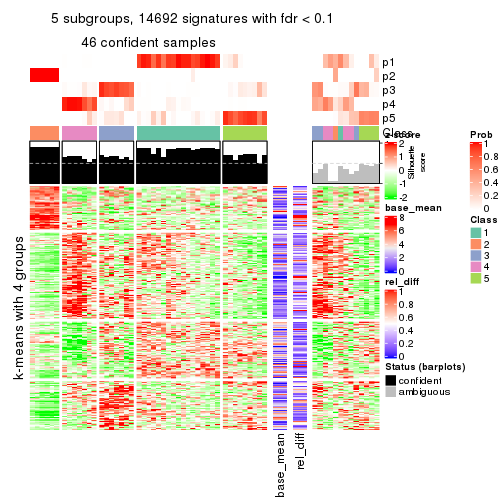 5 subgroups, 14692 signatures with fdr < 0.1
46 confident samples
p1
p2
p3
p4
p5
Class
Silhouette
score
k-means with 4 groups
base_mean
rel_diff
z-score
2
1
0
-1
-2
base_mean
8
6
4
2
0
rel_diff
1
0.8
0.6
0.4
0.2
0
Status (barplots)
confident
ambiguous
Prob
1
0.8
0.6
0.4
0.2
0
Class
1
2
3
4
5